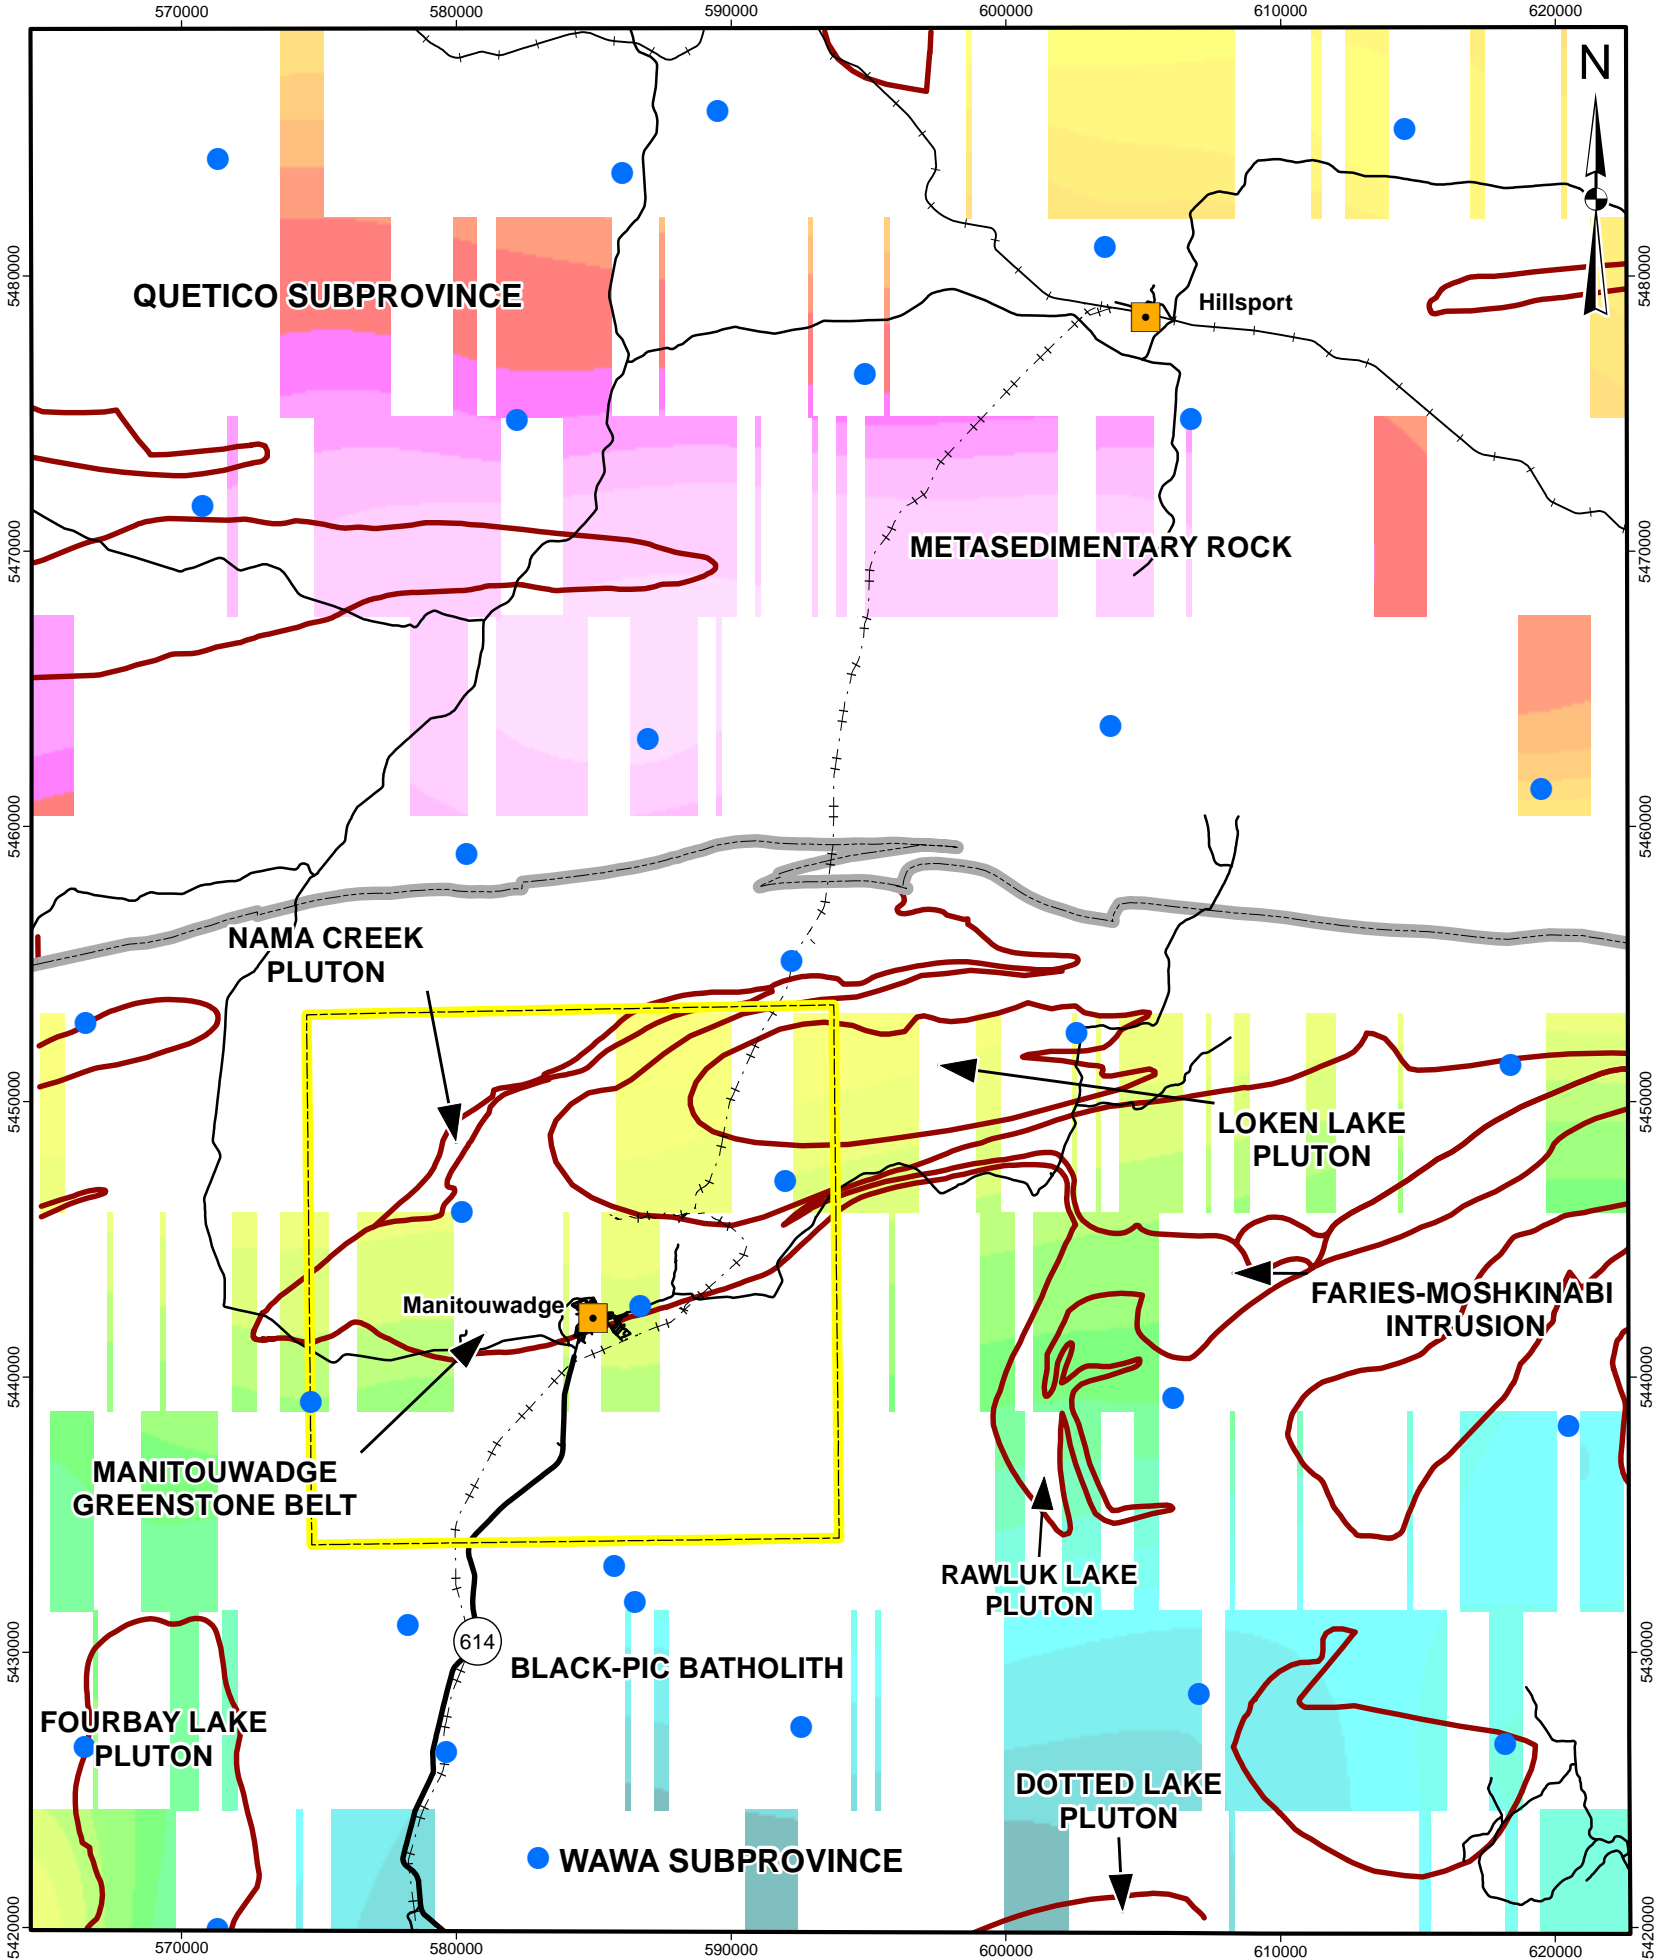 570000
580000
590000
600000
610000
620000
N
5480000
5480000
QUETICO SUBPROVINCE
Hillsport
5470000
5470000
METASEDIMENTARY ROCK
5460000
5460000
NAMA CREEK
PLUTON
5450000
5450000
LOKEN LAKE
PLUTON
Manitouwadge
FARIES-MOSHKINABI
INTRUSION
5440000
5440000
MANITOUWADGE
GREENSTONE BELT
RAWLUK LAKE
PLUTON
614
5430000
5430000
BLACK-PIC BATHOLITH
FOURBAY LAKE
PLUTON
DOTTED LAKE
PLUTON
WAWA SUBPROVINCE
5420000
5420000
570000
580000
590000
600000
610000
620000